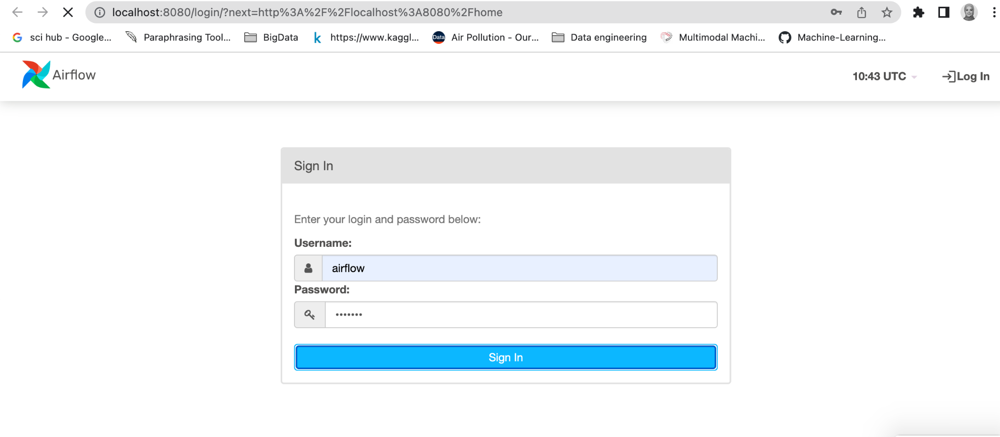 localhost:8080/login/?next=http%3A%2F%2Flocalhost%3A8080%2Fhome
sci hub - Google... Paraphrasing Tool... BigData https://www.kaggl... Data Air Pollution - Our... Data engineering Multimodal Machi... Machine-Learning...
Airflow 10:43 UTC Log In
Sign In
Enter your login and password below:
Username:
airflow
Password:
•••••••
Sign In